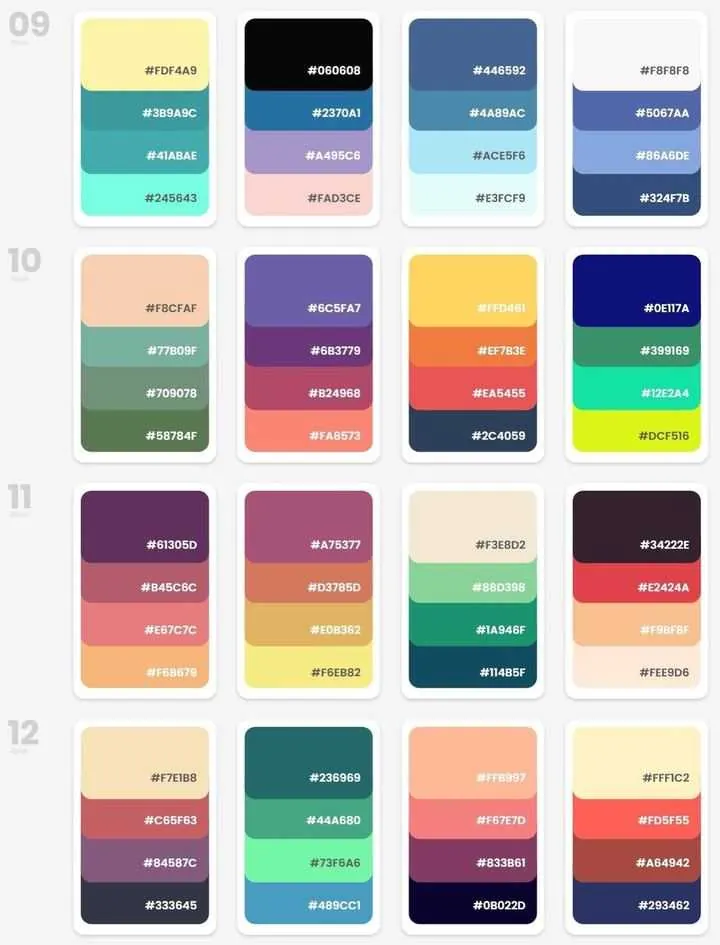 09
#FDF4A9
#3B9A9C
#41ABAE
#245643
#060608
#2370A1
#A495C6
#FAD3CE
#446592
#4A89AC
#ACE5F6
#E3FCF9
#F8F8F8
#5067AA
#86A6DE
#324F7B
10
#F8CFAF
#77B09F
#709078
#58784F
#6C5FA7
#6B3779
#B24968
#FA8573
#FFD461
#EF7B3E
#EA5455
#2C4059
#0E117A
#399169
#12E2A4
#DCF516
11
#61305D
#B45C6C
#E67C7C
#F6B679
#A75377
#D3785D
#E0B362
#F6EB82
#F3E8D2
#88D398
#1A946F
#114B5F
#34222E
#E2424A
#F9BF8F
#FEE9D6
12
#F7E1B8
#C65F63
#84587C
#333645
#236969
#44A680
#73F6A6
#489CC1
#FFB997
#F67E7D
#833B61
#0B022D
#FFF1C2
#FD5F55
#A64942
#293462